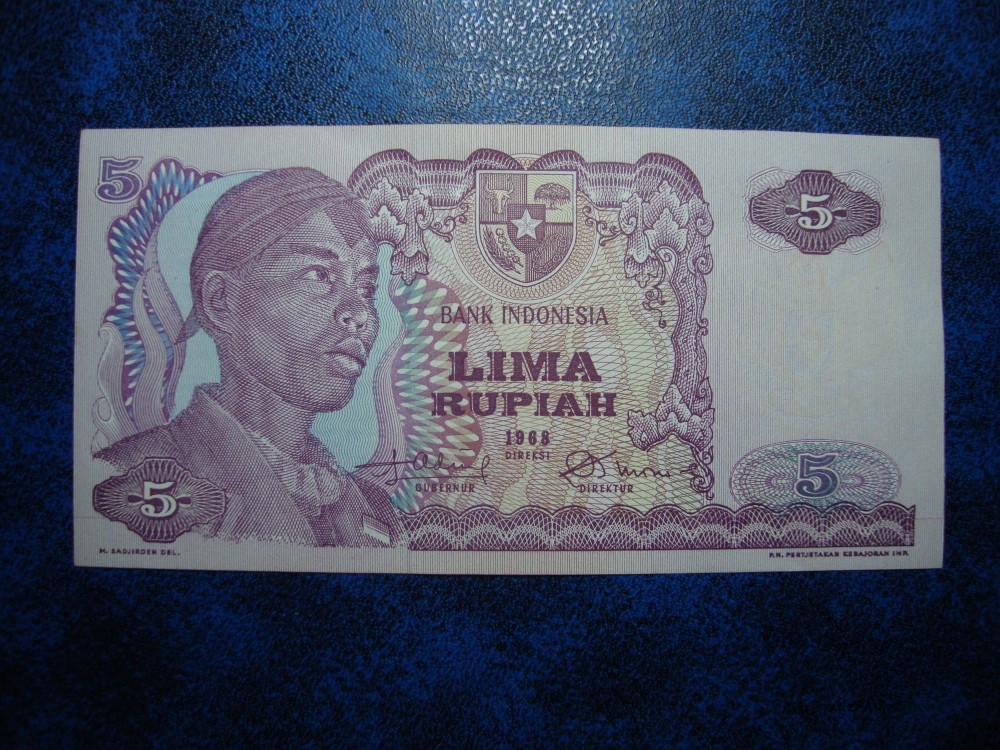 5
5
BANK INDONESIA
LIMA
RUPIAH
1968
DIREKSI
GUBERNUR
DIREKTUR
5
5
M. SADJIROEN DEL.
P.N. PERTJETAKAN KEBAJORAN IMP.